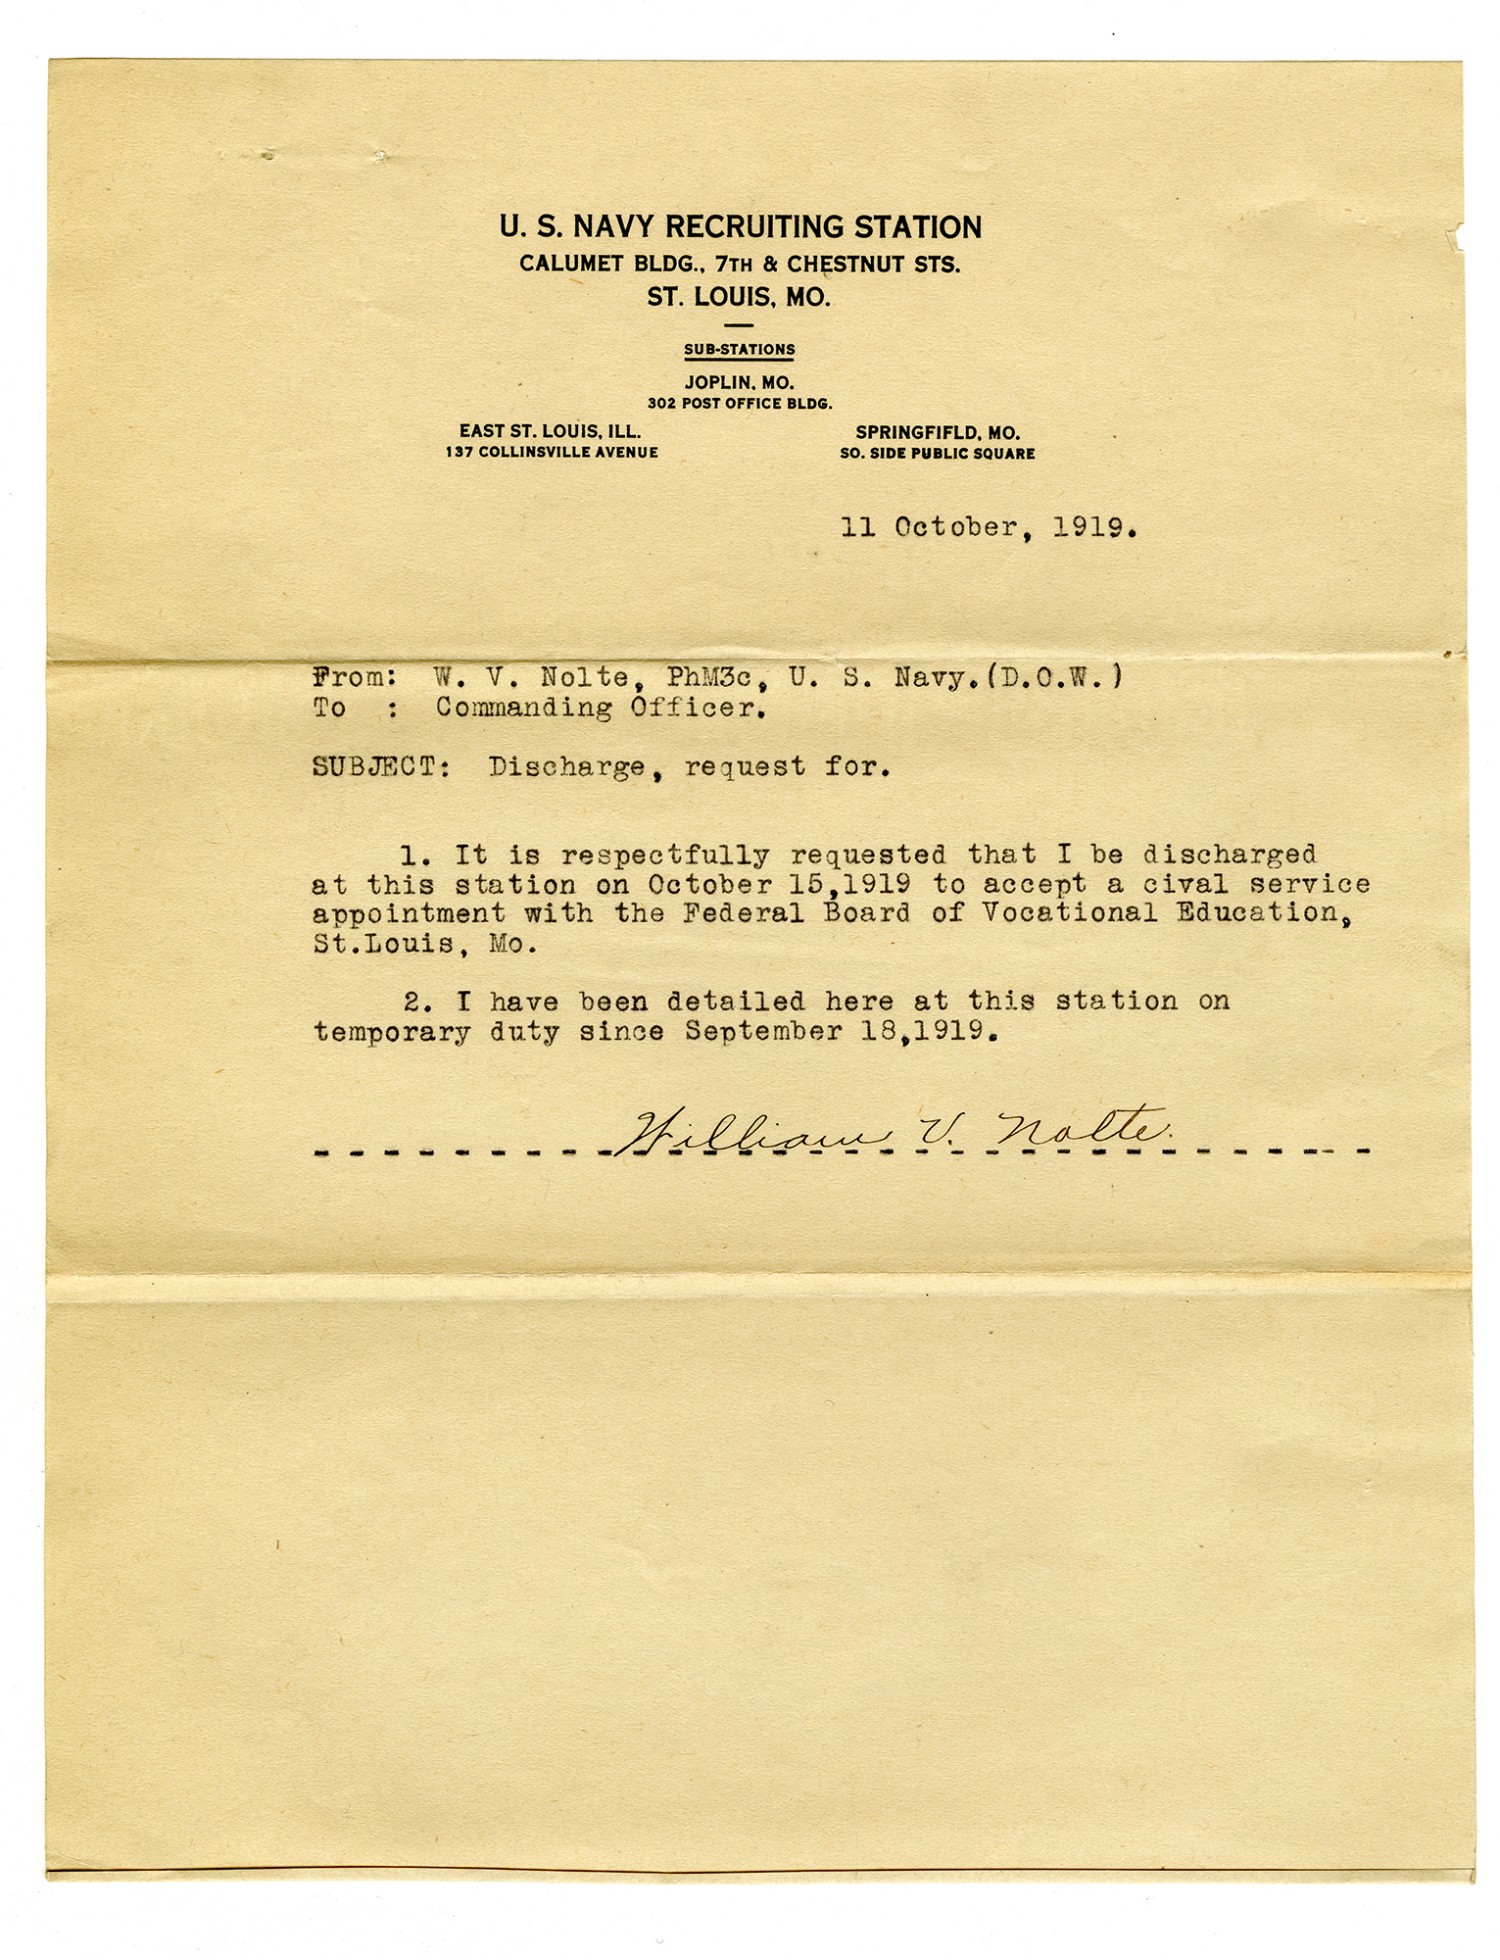 U. S. NAVY RECRUITING STATION
CALUMET BLDG., 7TH & CHESTNUT STS.
ST. LOUIS, MO.
SUB-STATIONS
JOPLIN, MO.
302 POST OFFICE BLDG.
EAST ST. LOUIS, ILL.
137 COLLINSVILLE AVENUE
SPRINGFIFLD, MO.
SO. SIDE PUBLIC SQUARE
11 October, 1919.
From: W. V. Nolte, PhM3c, U. S. Navy.(D.O.W.)
To : Commanding Officer.
SUBJECT: Discharge, request for.
1. It is respectfully requested that I be discharged
at this station on October 15,1919 to accept a cival service
appointment with the Federal Board of Vocational Education,
St.Louis, Mo.
2. I have been detailed here at this station on
temporary duty since September 18,1919.
William V. Nolte.